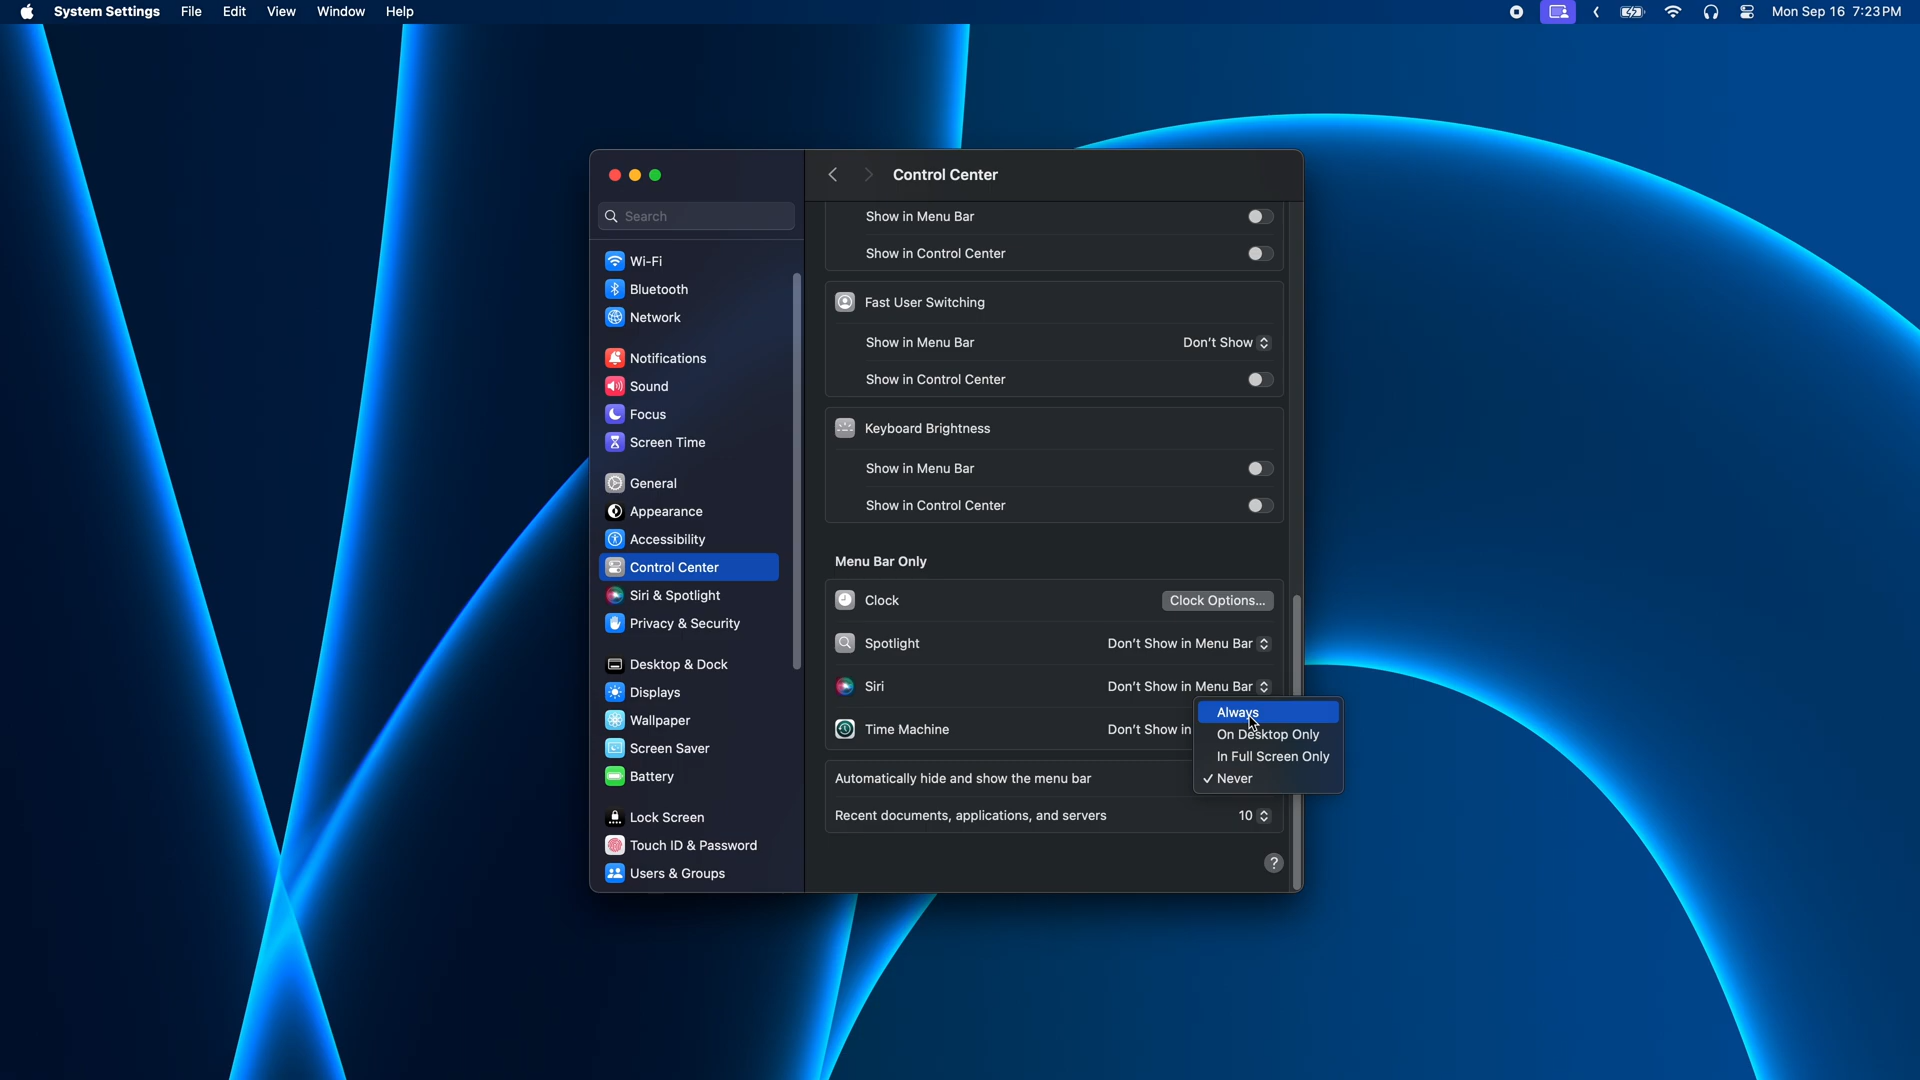 System Settings File Edit View Window Help Mon Sep 16 7:23 PM
Control Center
Search
Wi-Fi
Bluetooth
Network
Notifications
Sound
Focus
Screen Time
General
Appearance
Accessibility
Control Center
Siri & Spotlight
Privacy & Security
Desktop & Dock
Displays
Wallpaper
Screen Saver
Battery
Lock Screen
Touch ID & Password
Users & Groups
Show in Menu Bar
Show in Control Center
Fast User Switching
Show in Menu Bar Don't Show
Show in Control Center
Keyboard Brightness
Show in Menu Bar
Show in Control Center
Menu Bar Only
Clock Clock Options...
Spotlight Don't Show in Menu Bar
Siri Don't Show in Menu Bar
Time Machine Don't Show in
Always
On Desktop Only
In Full Screen Only
✓ Never
Automatically hide and show the menu bar
Recent documents, applications, and servers 10
?